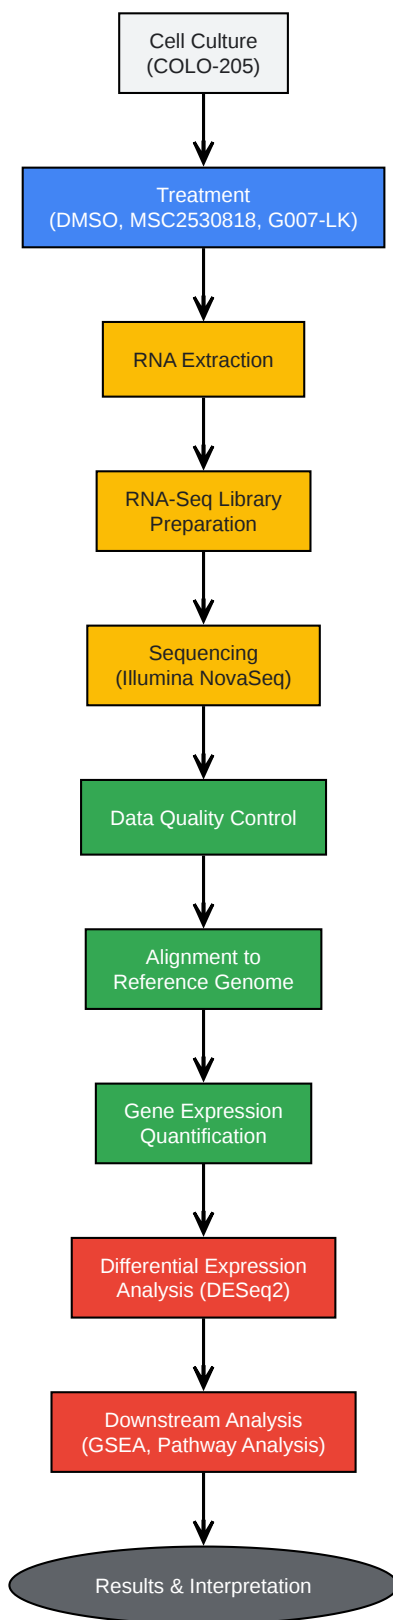 Cell Culture
(COLO-205)
Treatment
(DMSO, MSC2530818, G007-LK)
RNA Extraction
RNA-Seq Library
Preparation
Sequencing
(Illumina NovaSeq)
Data Quality Control
Alignment to
Reference Genome
Gene Expression
Quantification
Differential Expression
Analysis (DESeq2)
Downstream Analysis
(GSEA, Pathway Analysis)
Results & Interpretation